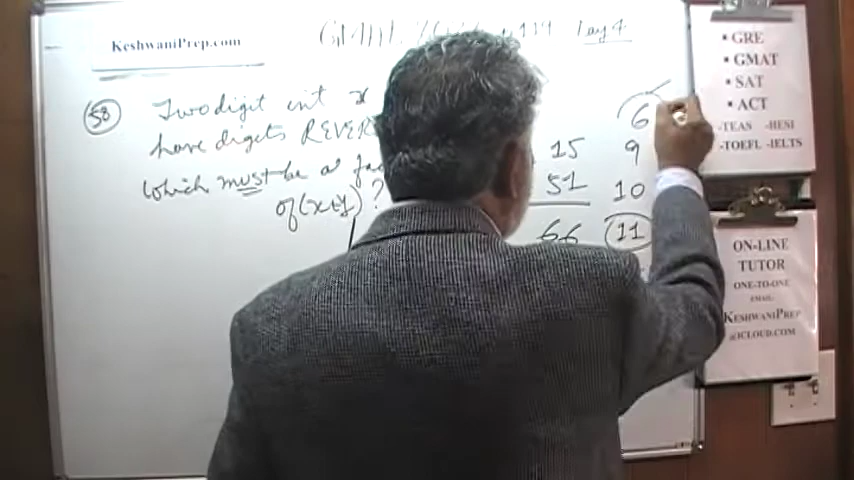 KeshwaniPrep.com
Day 4
58
Two digit int x
have digits REVER
which must be a fac
of (x+y)?
15
51
66
6
9
10
11
▪ GRE
▪ GMAT
▪ SAT
▪ ACT
-TEAS -HESI
-TOEFL -IELTS
ON-LINE
TUTOR
ONE-TO-ONE
EMAIL:
KESHWANIPREP
@ICLOUD.COM